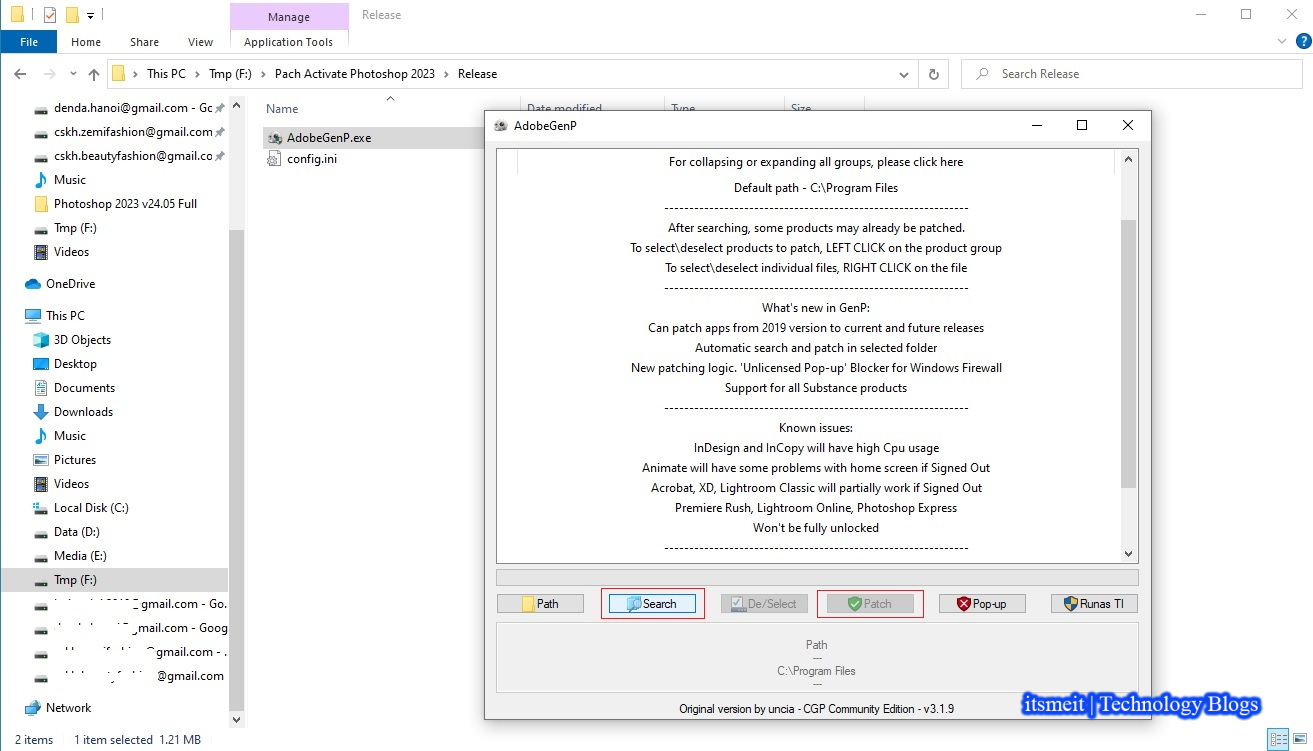 Manage
Release
File
Home
Share
View
Application Tools
This PC
Tmp (F:)
Pach Activate Photoshop 2023
Release
Search Release
denda.hanoi@gmail.com - Gc
cskh.zemifashion@gmail.com
cskh.beautyfashion@gmail.co
Music
Photoshop 2023 v24.05 Full
Tmp (F:)
Videos
OneDrive
This PC
3D Objects
Desktop
Documents
Downloads
Music
Pictures
Videos
Local Disk (C:)
Data (D:)
Media (E:)
Tmp (F:)
gmail.com - Go.
mail.com - Goog
@gmail.com - .
@gmail.com
Network
2 items
1 item selected 1.21 MB
Name
Date modified
Type
Size
AdobeGenP.exe
config.ini
AdobeGenP
For collapsing or expanding all groups, please click here
Default path - C:\Program Files
---------------------------------------------------------------
After searching, some products may already be patched.
To select\deselect products to patch, LEFT CLICK on the product group
To select\deselect individual files, RIGHT CLICK on the file
---------------------------------------------------------------
What's new in GenP:
Can patch apps from 2019 version to current and future releases
Automatic search and patch in selected folder
New patching logic. 'Unlicensed Pop-up' Blocker for Windows Firewall
Support for all Substance products
---------------------------------------------------------------
Known issues:
InDesign and InCopy will have high Cpu usage
Animate will have some problems with home screen if Signed Out
Acrobat, XD, Lightroom Classic will partially work if Signed Out
Premiere Rush, Lightroom Online, Photoshop Express
Won't be fully unlocked
---------------------------------------------------------------
Path
Search
De/Select
Patch
Pop-up
Runas TI
Path
---
C:\Program Files
---
Original version by uncia - CGP Community Edition - v3.1.9
itsmeit | Technology Blogs